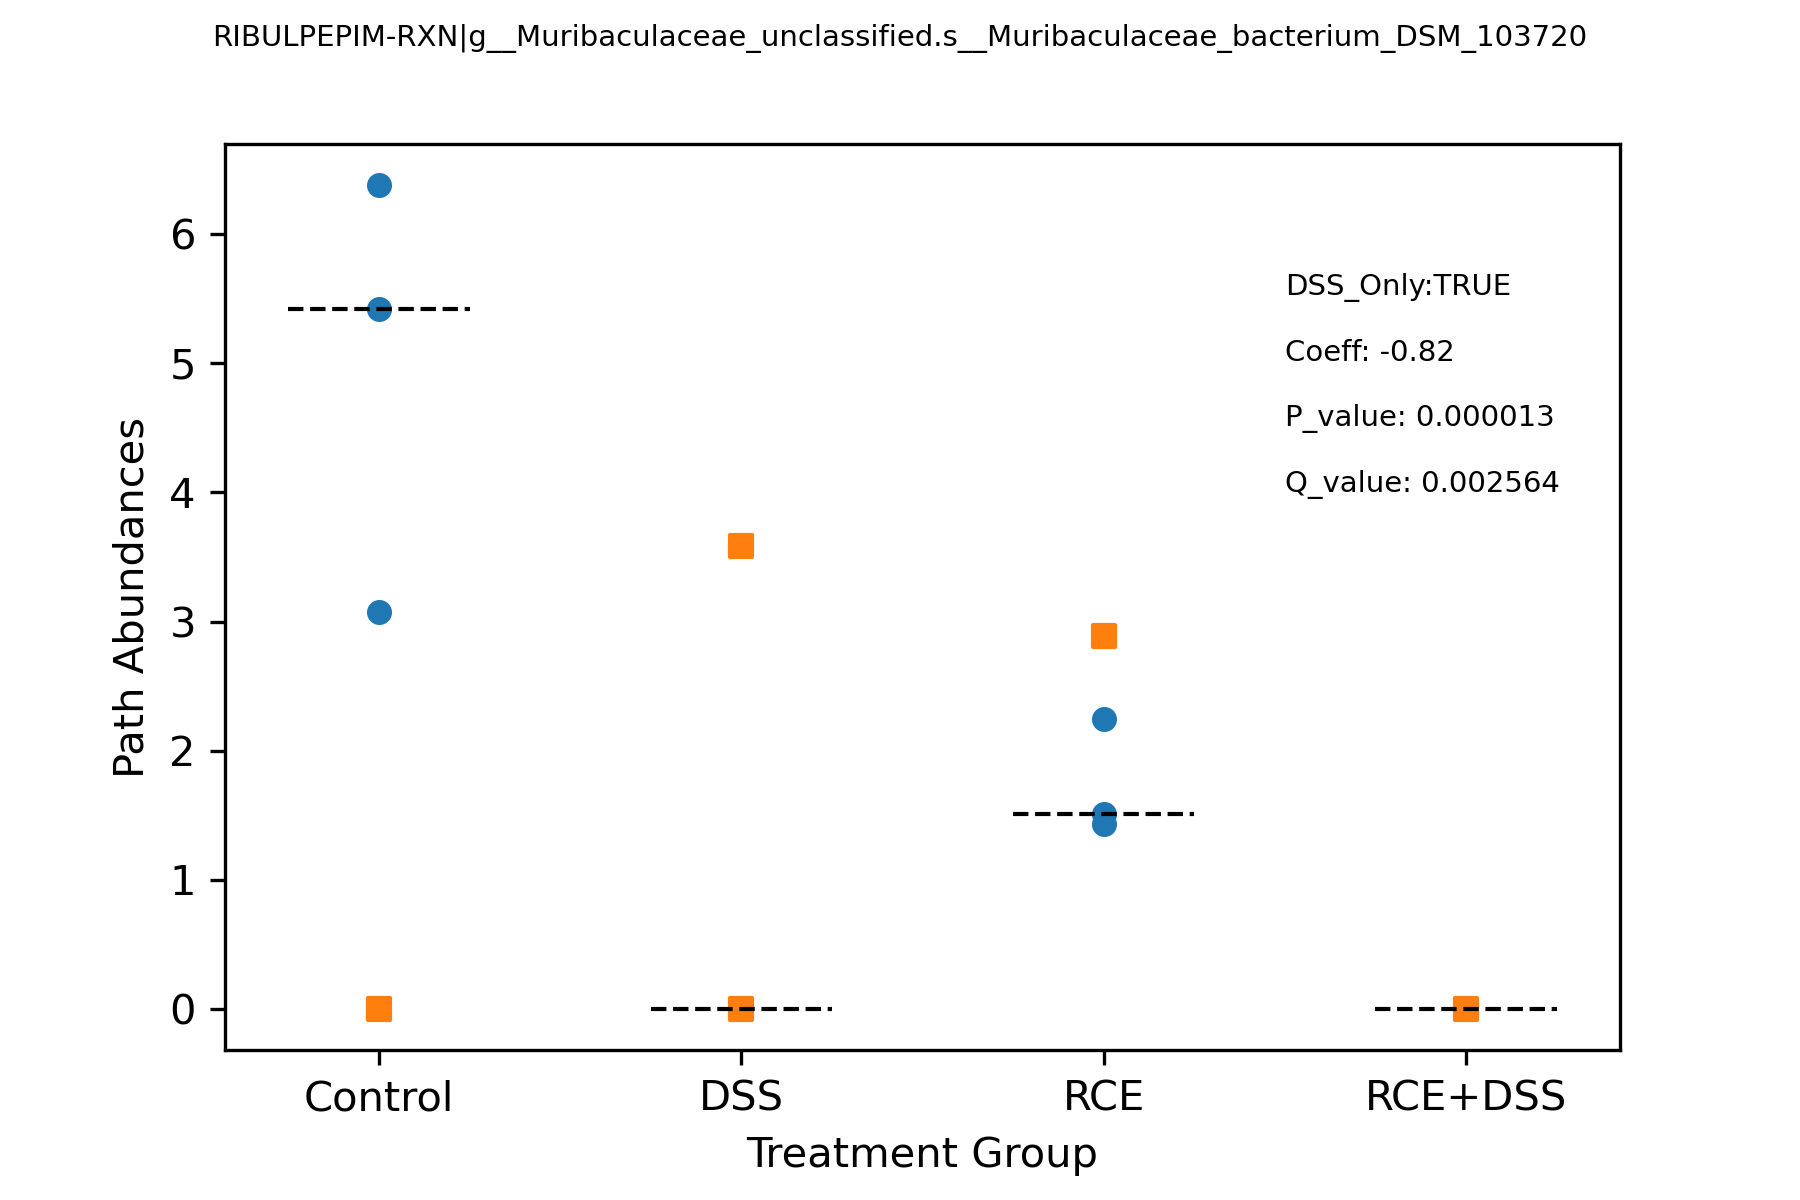 RIBULPEPIM-RXN|g__Muribaculaceae_unclassified.s__Muribaculaceae_bacterium_DSM_103720
6
5
4
3
2
1
0
Path Abundances
DSS_Only:TRUE
Coeff: -0.82
P_value: 0.000013
Q_value: 0.002564
Control DSS RCE RCE+DSS
Treatment Group